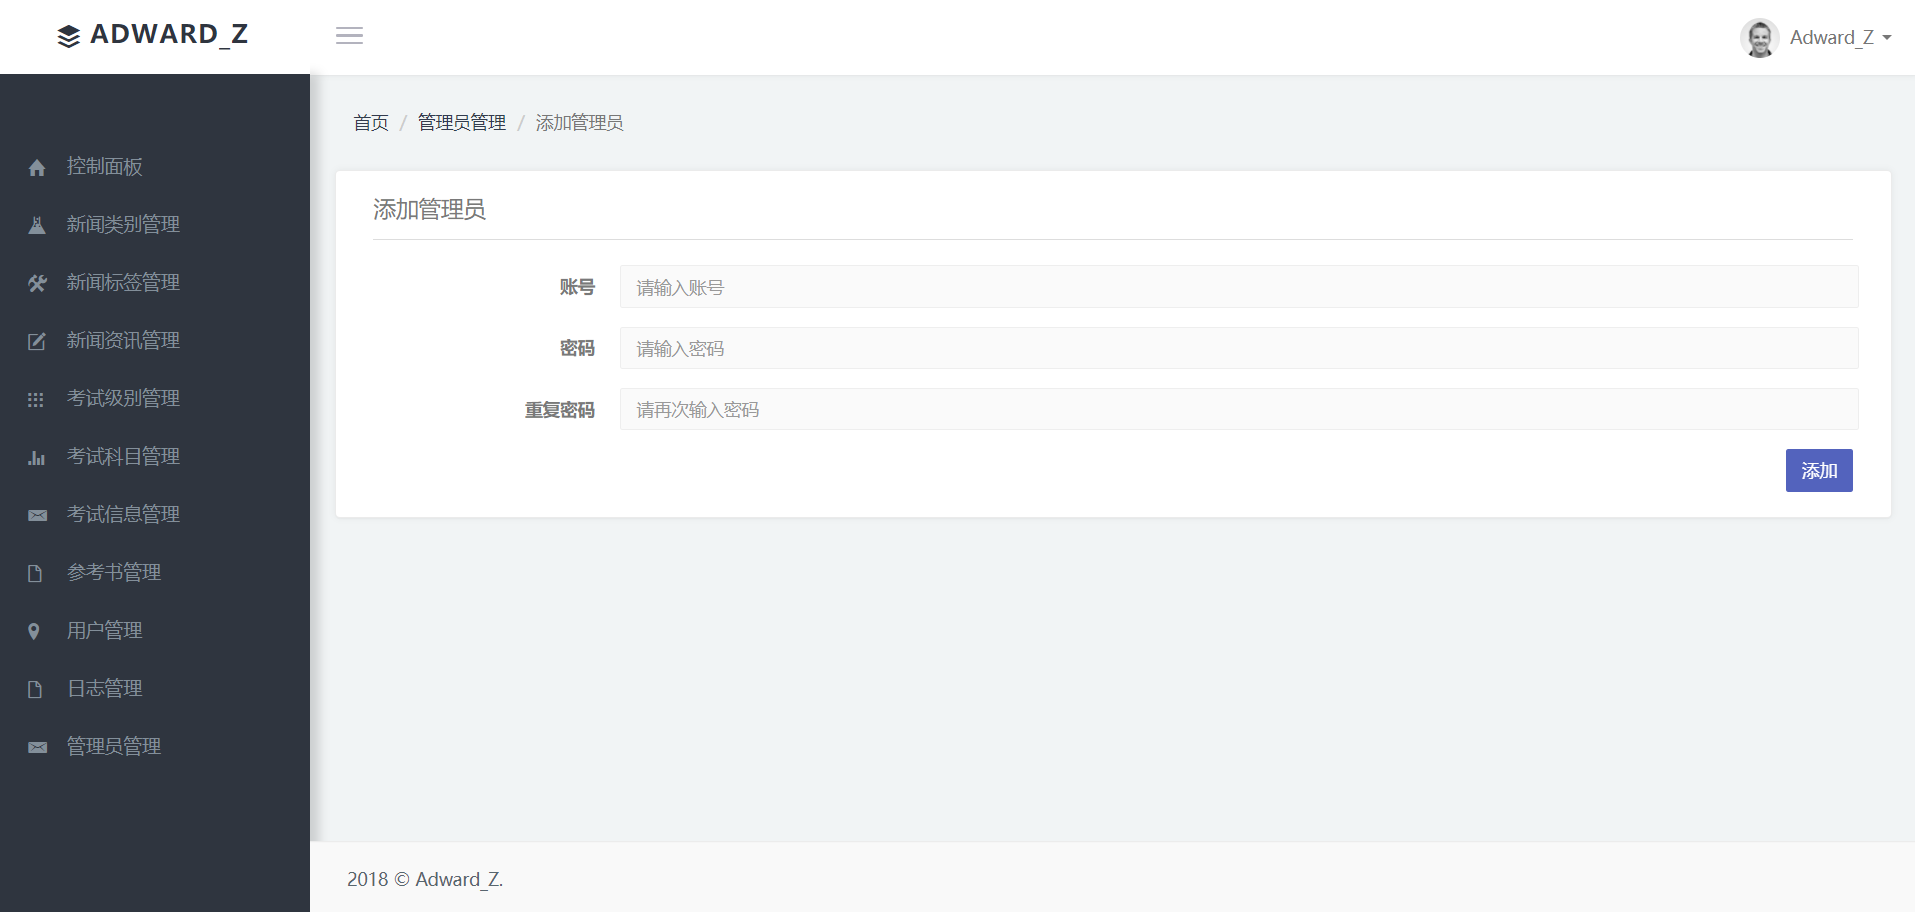 ADWARD_Z
Adward_Z
首页 / 管理员管理 / 添加管理员
控制面板
新闻类别管理
新闻标签管理
新闻资讯管理
考试级别管理
考试科目管理
考试信息管理
参考书管理
用户管理
日志管理
管理员管理
添加管理员
账号 请输入账号
密码 请输入密码
重复密码 请再次输入密码
添加
2018 © Adward_Z.